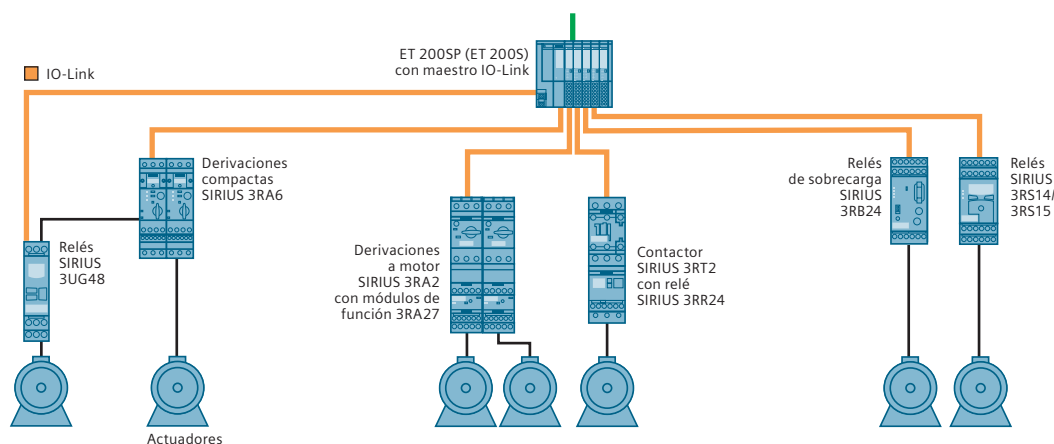 ET 200SP (ET 200S)
con maestro IO-Link
IO-Link
Derivaciones
compactas
SIRIUS 3RA6
Relés
SIRIUS
3UG48
Derivaciones
a motor
SIRIUS 3RA2
con módulos de
función 3RA27
Contactor
SIRIUS 3RT2
con relé
SIRIUS 3RR24
Relés
de sobrecarga
SIRIUS
3RB24
Relés
SIRIUS
3RS14/
3RS15
Actuadores